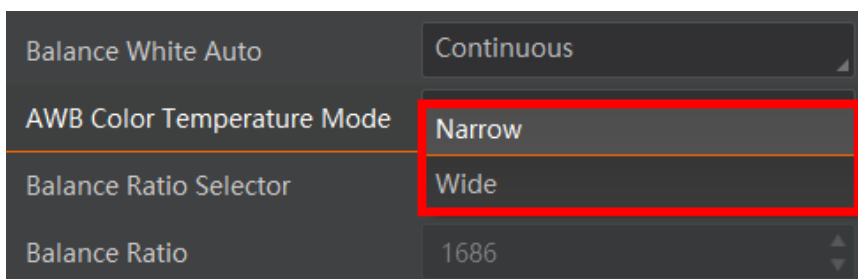 Balance White Auto Continuous
AWB Color Temperature Mode Narrow
Balance Ratio Selector Wide
Balance Ratio 1686